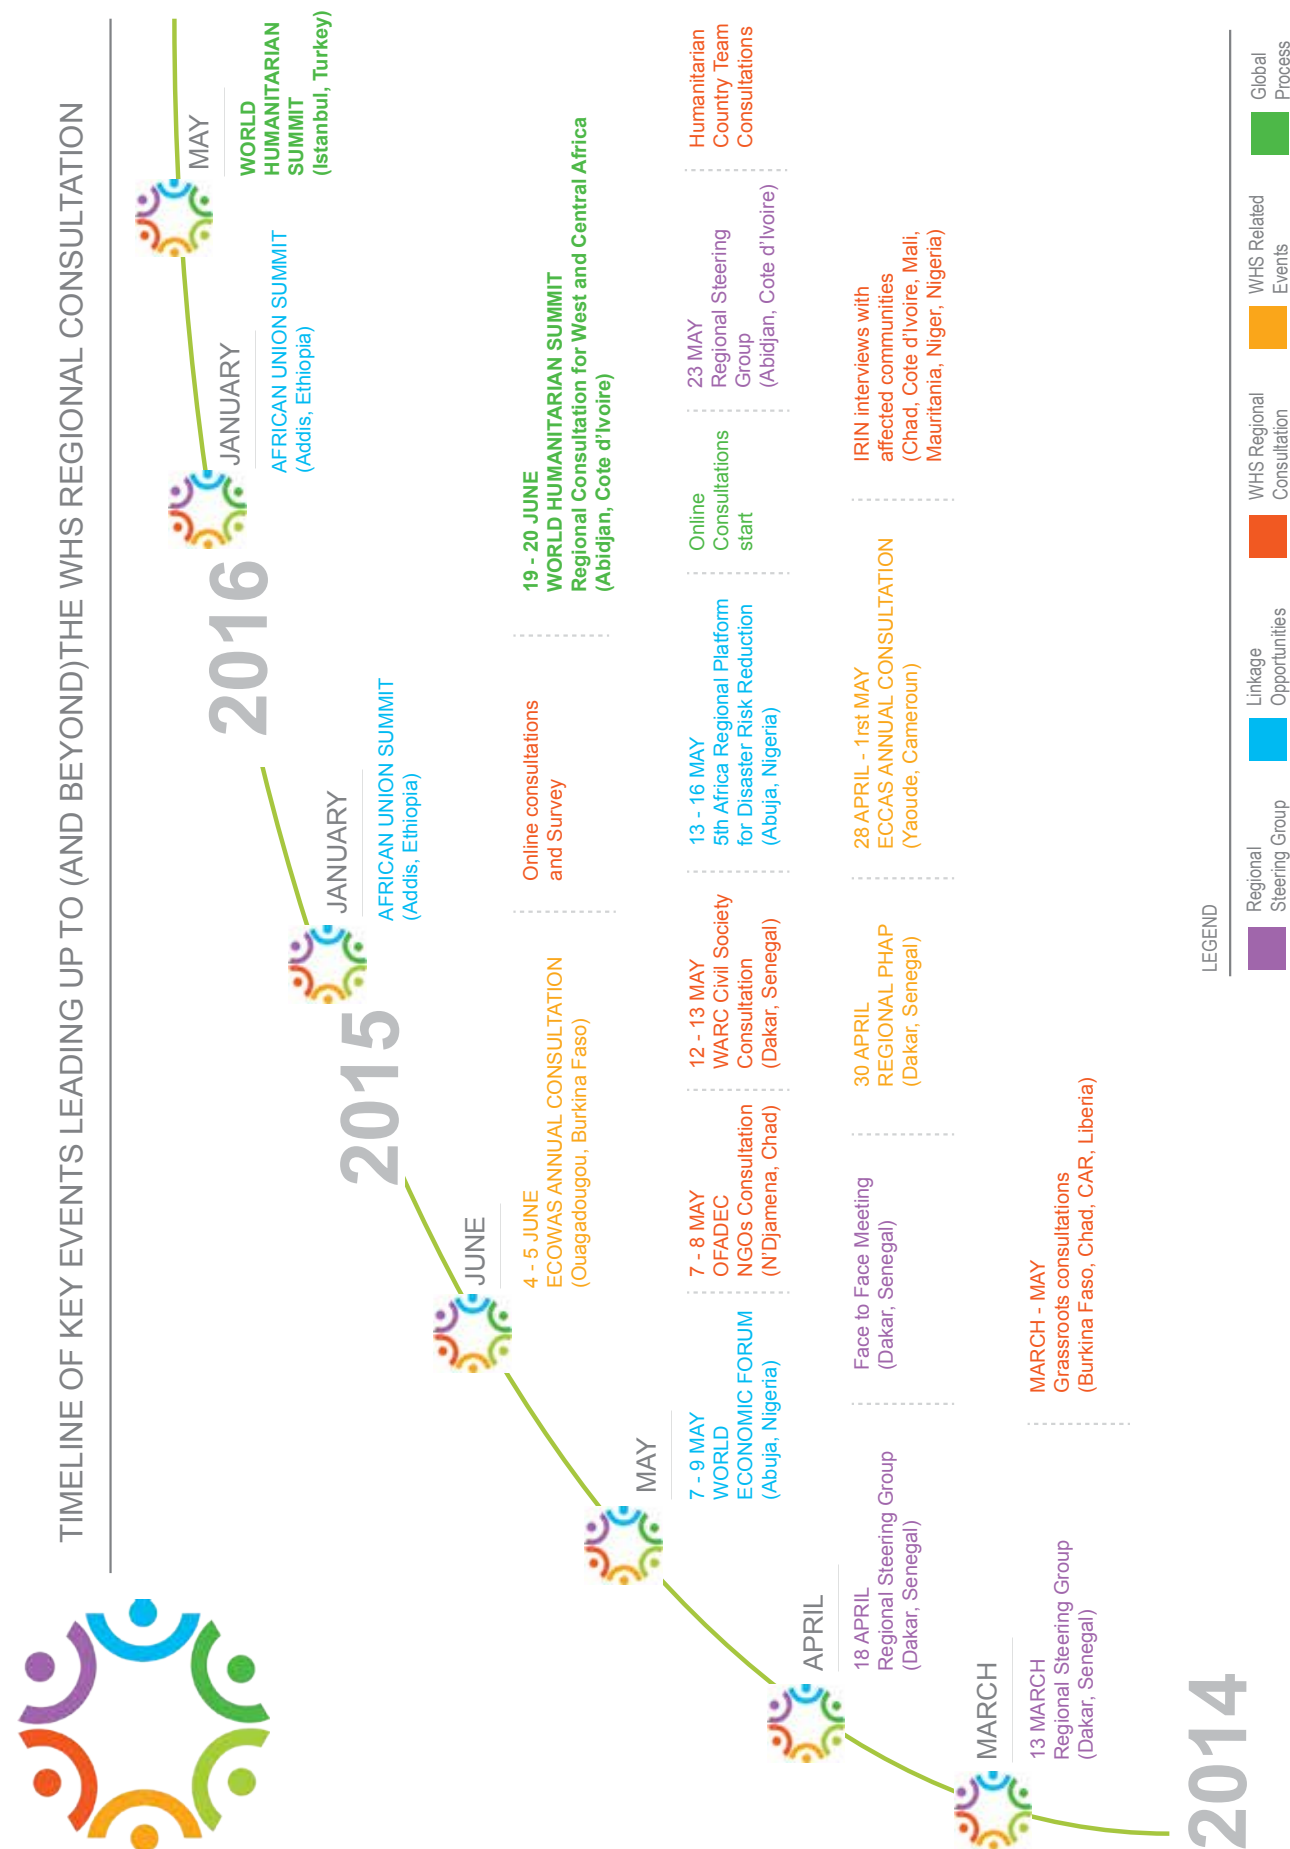 TIMELINE OF KEY EVENTS LEADING UP TO (AND BEYOND)THE WHS REGIONAL CONSULTATION
MAY
WORLD
HUMANITARIAN
SUMMIT
(Istanbul, Turkey)
JANUARY
AFRICAN UNION SUMMIT
(Addis, Ethiopia)
2016
JANUARY
AFRICAN UNION SUMMIT
(Addis, Ethiopia)
2015
JUNE
4 - 5 JUNE
ECOWAS ANNUAL CONSULTATION
(Ouagadougou, Burkina Faso)
Online consultations
and Survey
19 - 20 JUNE
WORLD HUMANITARIAN SUMMIT
Regional Consultation for West and Central Africa
(Abidjan, Cote d'Ivoire)
MAY
7 - 9 MAY
WORLD
ECONOMIC FORUM
(Abuja, Nigeria)
7 - 8 MAY
OFADEC
NGOs Consultation
(N'Djamena, Chad)
12 - 13 MAY
WARC Civil Society
Consultation
(Dakar, Senegal)
13 - 16 MAY
5th Africa Regional Platform
for Disaster Risk Reduction
(Abuja, Nigeria)
Online
Consultations
start
23 MAY
Regional Steering
Group
(Abidjan, Cote d'Ivoire)
Humanitarian
Country Team
Consultations
APRIL
18 APRIL
Regional Steering Group
(Dakar, Senegal)
Face to Face Meeting
(Dakar, Senegal)
30 APRIL
REGIONAL PHAP
(Dakar, Senegal)
28 APRIL - 1rst MAY
ECCAS ANNUAL CONSULTATION
(Yaoude, Cameroun)
IRIN interviews with
affected communities
(Chad, Cote d'Ivoire, Mali,
Mauritania, Niger, Nigeria)
MARCH
13 MARCH
Regional Steering Group
(Dakar, Senegal)
MARCH - MAY
Grassroots consultations
(Burkina Faso, Chad, CAR, Liberia)
2014
LEGEND
Regional
Steering Group
Linkage
Opportunities
WHS Regional
Consultation
WHS Related
Events
Global
Process